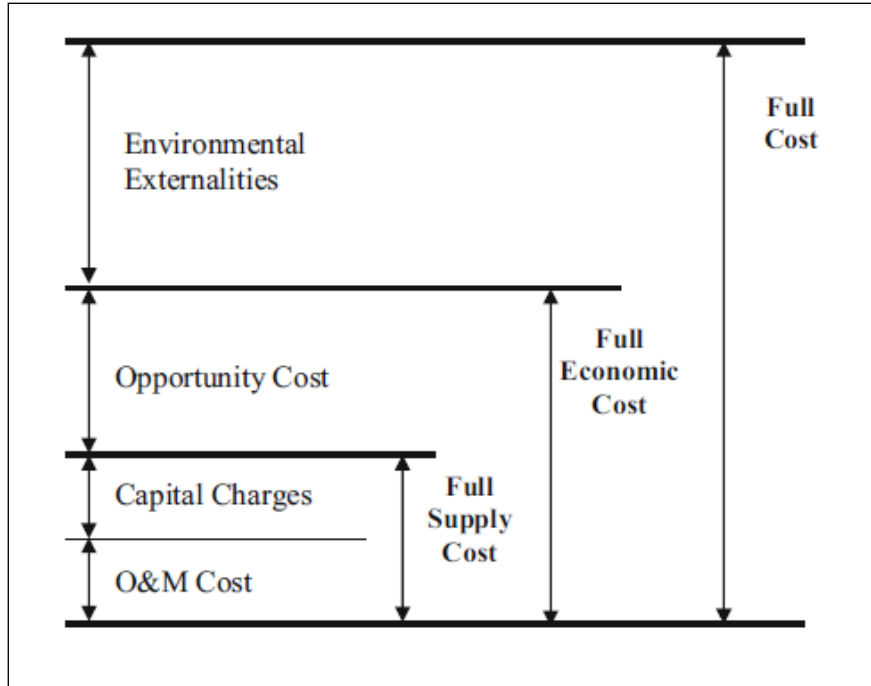 Environmental
Externalities
Full
Cost
Opportunity Cost
Full
Economic
Cost
Capital Charges
O&M Cost
Full
Supply
Cost